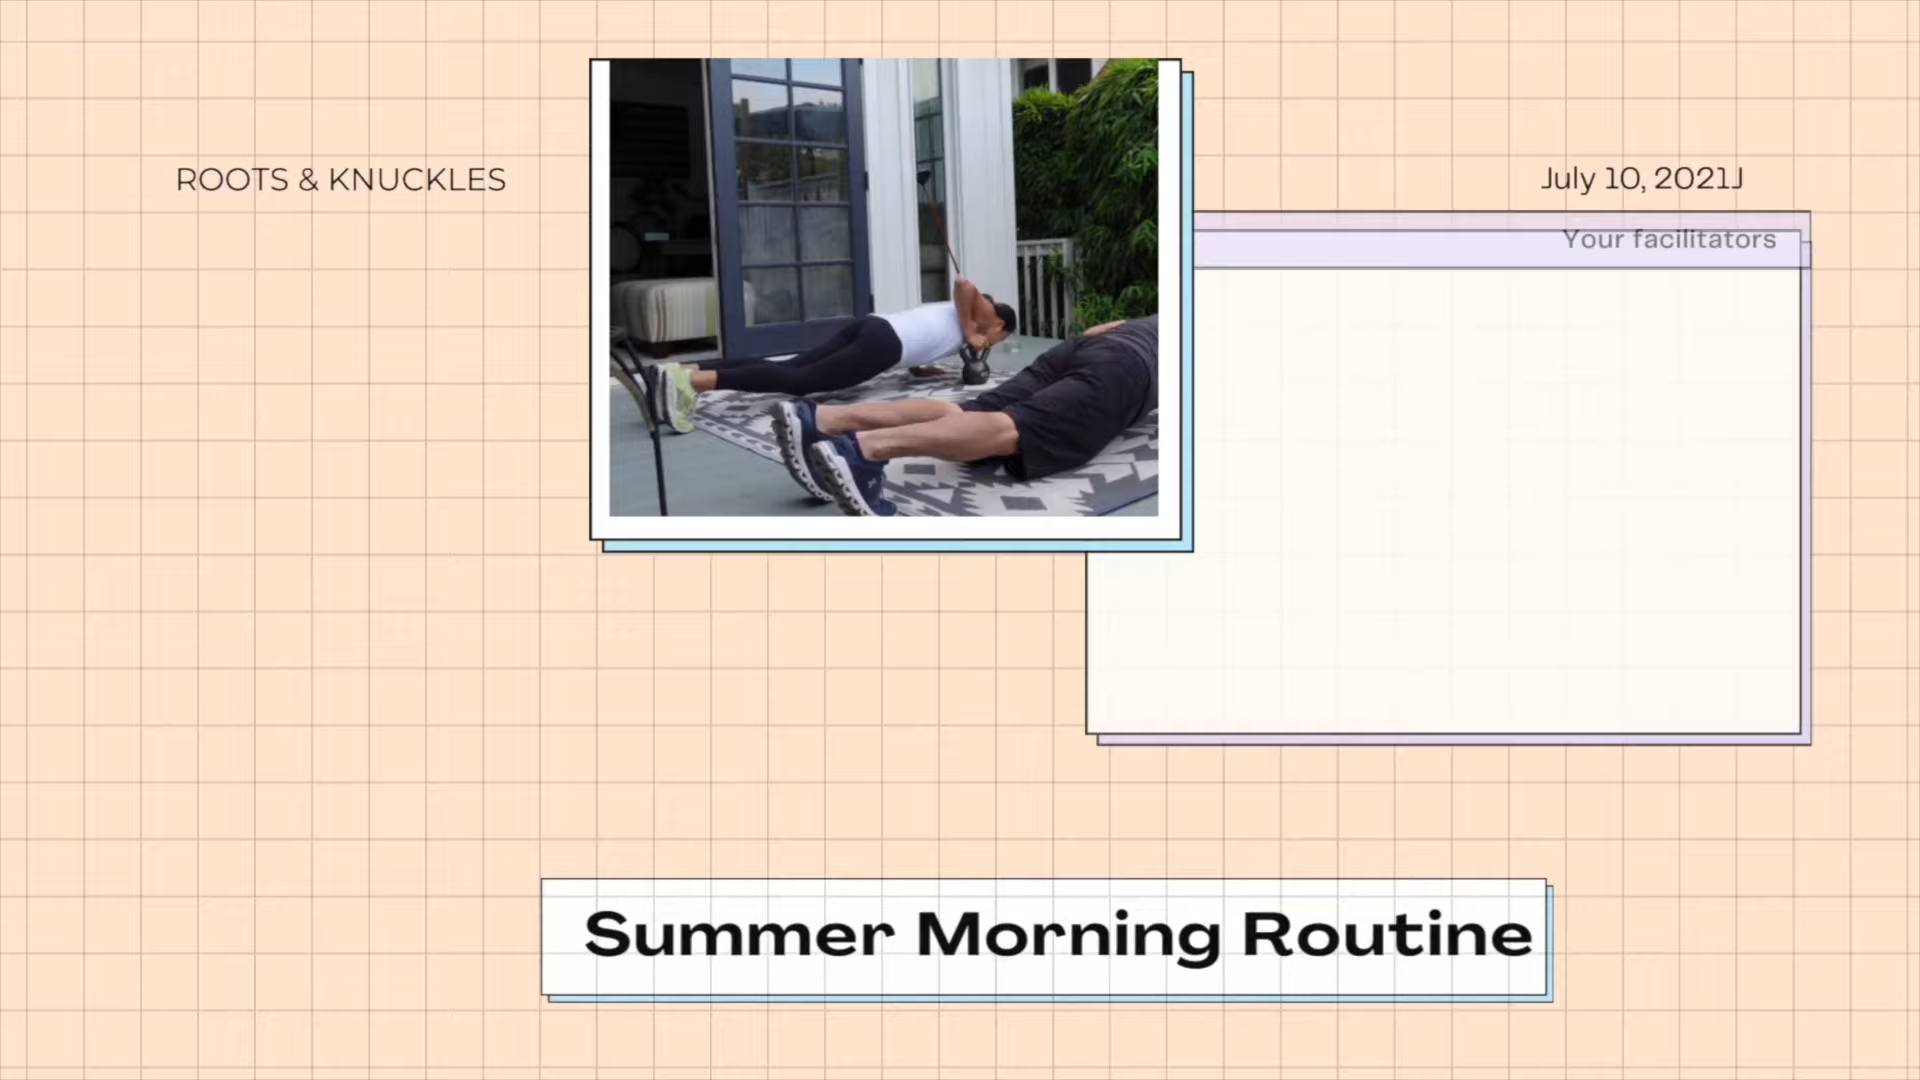 ROOTS & KNUCKLES
July 10, 2021J
Your facilitators
Summer Morning Routine